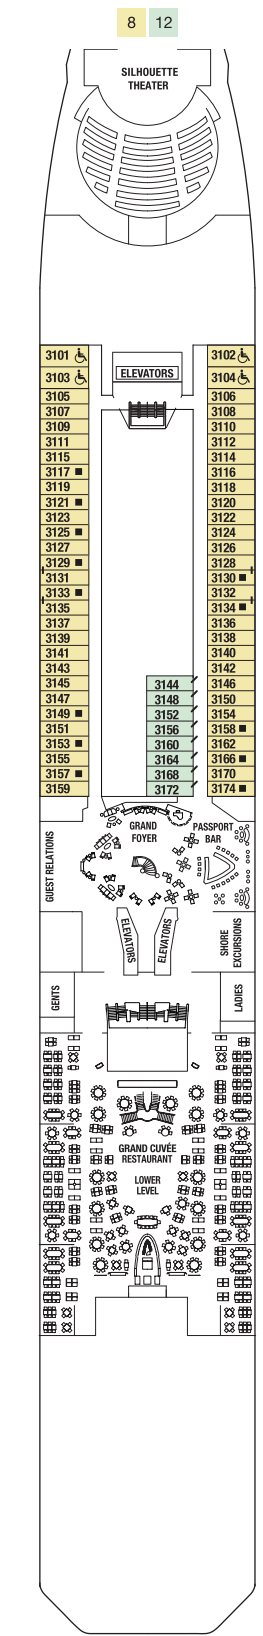 8 12
SILHOUETTE
THEATER
3101 3102
ELEVATORS
3103 3104
3105 3106
3107 3108
3109 3110
3111 3112
3115 3114
3117 3116
3119 3118
3121 3120
3123 3122
3125 3124
3127 3126
3129 3128
3131 3130
3133 3132
3135 3134
3137 3136
3139 3138
3141 3140
3143 3142
3145 3144 3146
3147 3148 3150
3149 3152 3154
3151 3156 3158
3153 3160 3162
3155 3164 3166
3157 3168 3170
3159 3172 3174
GRAND
FOYER
PASSPORT
BAR
GUEST RELATIONS
ELEVATORS
ELEVATORS
SHORE
EXCURSIONS
GENTS
LADIES
GRAND CUVÉE
RESTAURANT
LOWER
LEVEL